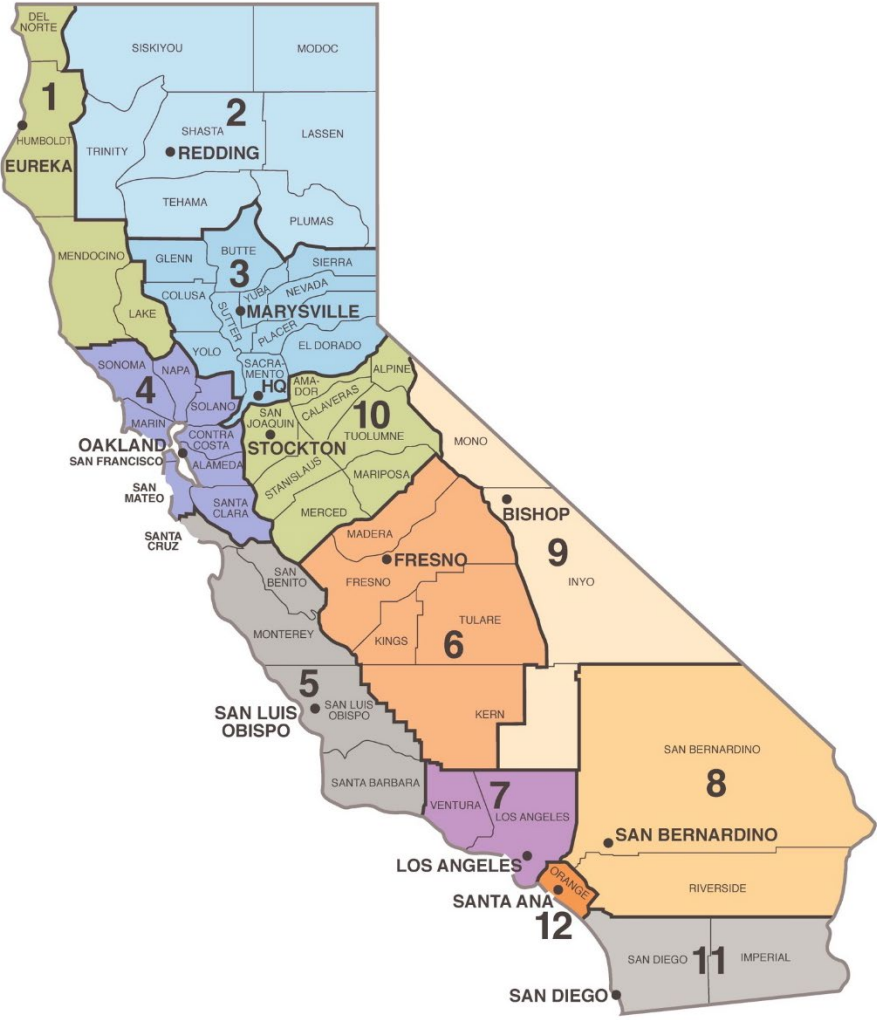 DEL
NORTE
SISKIYOU
MODOC
1
2
HUMBOLDT
EUREKA
TRINITY
SHASTA
REDDING
LASSEN
TEHAMA
PLUMAS
MENDOCINO
LAKE
GLENN
BUTTE
3
SIERRA
COLUSA
YUBA
NEVADA
SUTTER
MARYSVILLE
PLACER
YOLO
EL DORADO
SACRA-
MENTO
HQ
SONOMA
NAPA
4
SOLANO
MARIN
AMA-
DOR
ALPINE
CALAVERAS
10
SAN
JOAQUIN
TUOLUMNE
STOCKTON
OAKLAND
SAN FRANCISCO
CONTRA
COSTA
ALAMEDA
STANISLAUS
MARIPOSA
MONO
SAN
MATEO
SANTA
CLARA
MERCED
BISHOP
SANTA
CRUZ
MADERA
FRESNO
9
SAN
BENITO
FRESNO
INYO
MONTEREY
KINGS
TULARE
6
5
SAN LUIS
OBISPO
SAN LUIS
OBISPO
KERN
SAN BERNARDINO
SANTA BARBARA
VENTURA
7
LOS ANGELES
8
LOS ANGELES
SAN BERNARDINO
ORANGE
SANTA ANA
12
RIVERSIDE
SAN DIEGO
11
IMPERIAL
SAN DIEGO